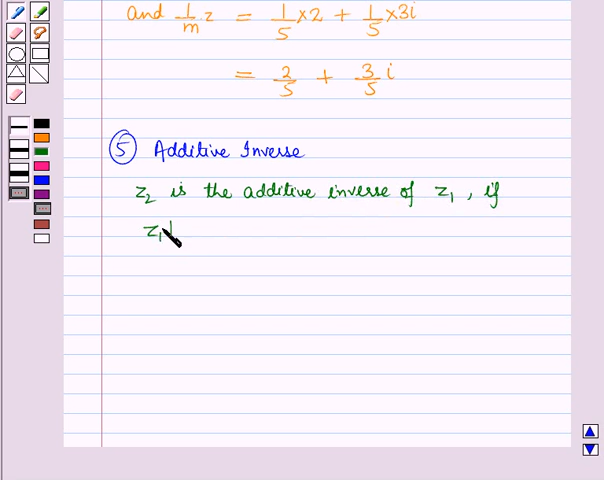 and 1/m z = 1/5 × 2 + 1/5 × 3i
= 2/5 + 3/5 i
5 Additive Inverse
z₂ is the additive inverse of z₁, if
z₁